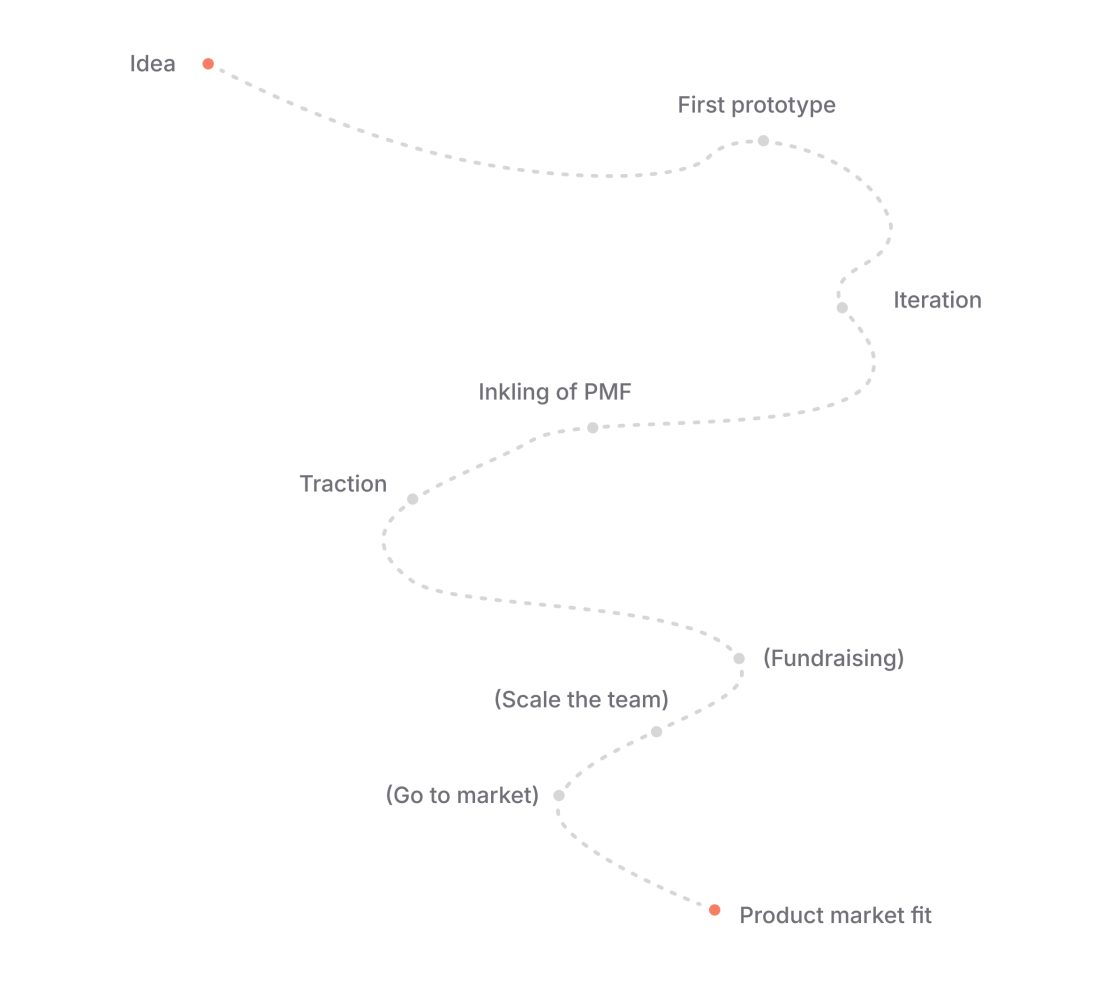 Idea
First prototype
Iteration
Inkling of PMF
Traction
(Fundraising)
(Scale the team)
(Go to market)
Product market fit